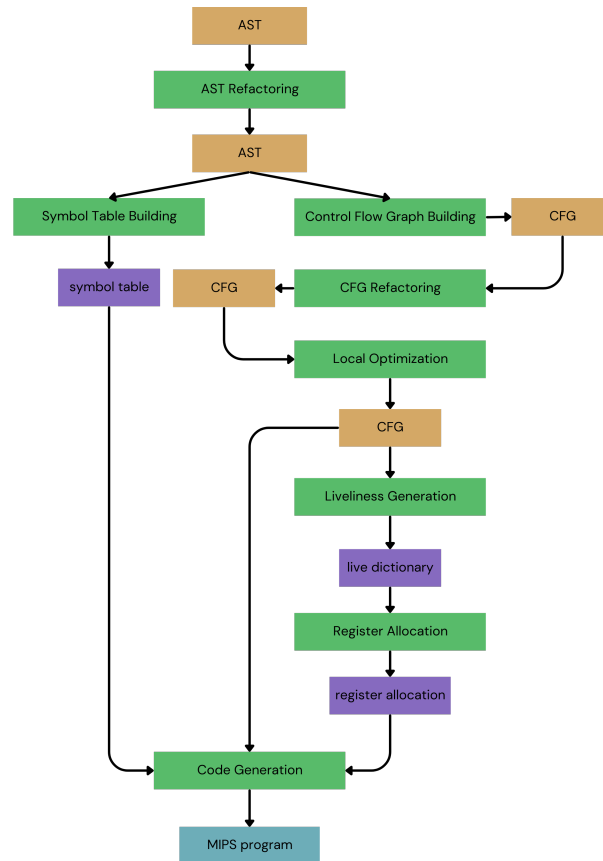 AST
AST Refactoring
AST
Symbol Table Building
Control Flow Graph Building
CFG
symbol table
CFG
CFG Refactoring
Local Optimization
CFG
Liveliness Generation
live dictionary
Register Allocation
register allocation
Code Generation
MIPS program